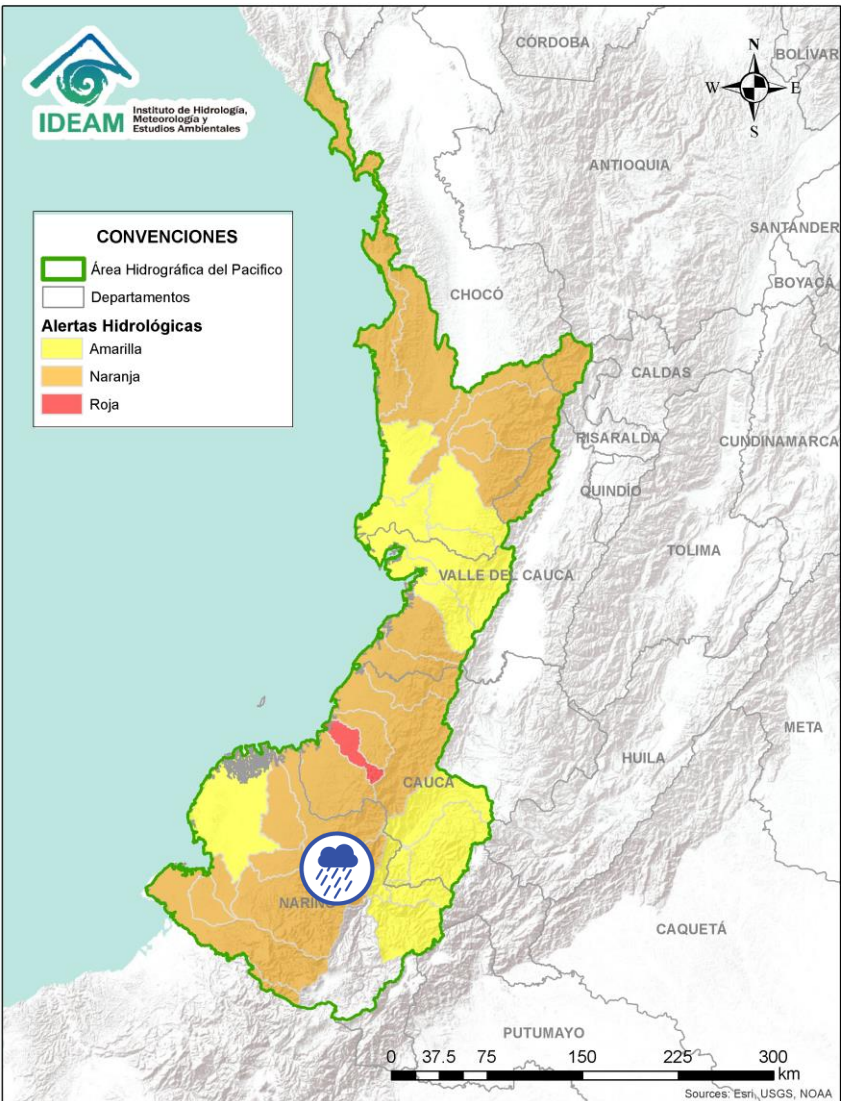 IDEAM
Instituto de Hidrología,
Meteorología y
Estudios Ambientales
N
W
E
S
CÓRDOBA
BOLIVAR
ANTIOQUIA
SANTANDER
BOYACÁ
CHOCÓ
CALDAS
RISARALDA
CUNDINAMARCA
QUINDÍO
TOLIMA
VALLE DEL CAUCA
META
HUILA
CAUCA
NARIÑO
CAQUETÁ
PUTUMAYO
CONVENCIONES
Área Hidrográfica del Pacifico
Departamentos
Alertas Hidrológicas
Amarilla
Naranja
Roja
0 37.5 75 150 225 300
km
Sources: Esri, USGS, NOAA